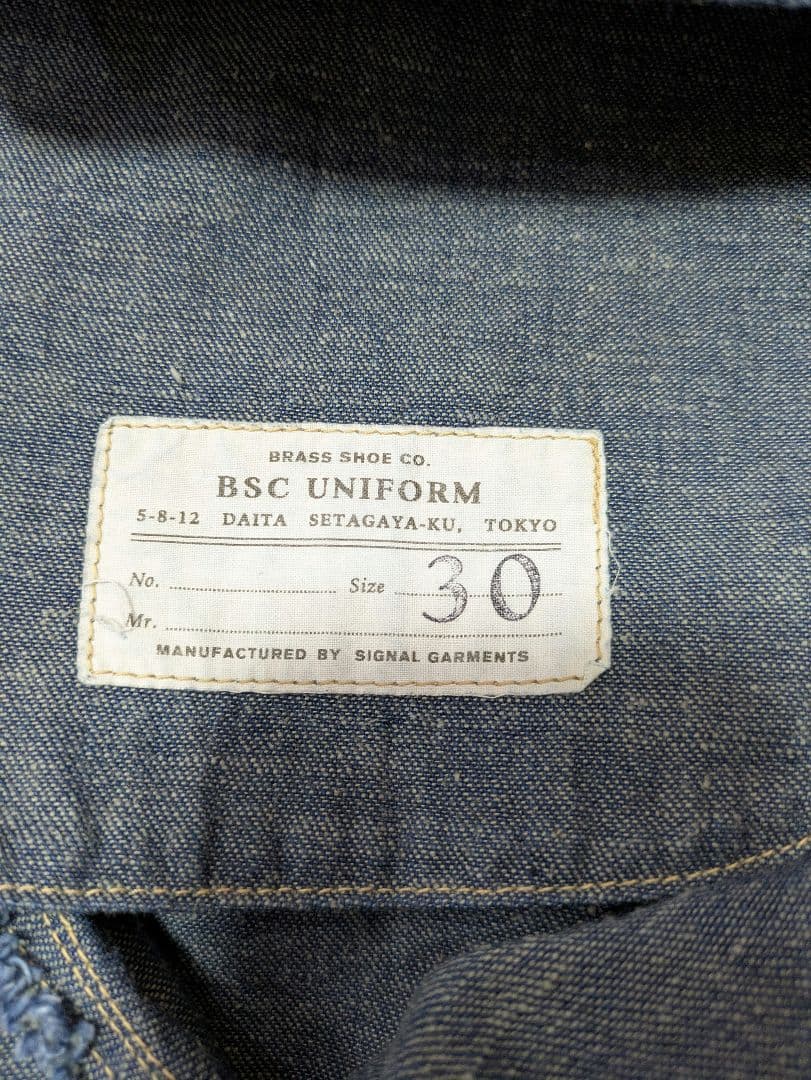 BRASS SHOE CO.
BSC UNIFORM
5-8-12 DAITA SETAGAYA-KU, TOKYO
No. Size 30
Mr.
MANUFACTURED BY SIGNAL GARMENTS